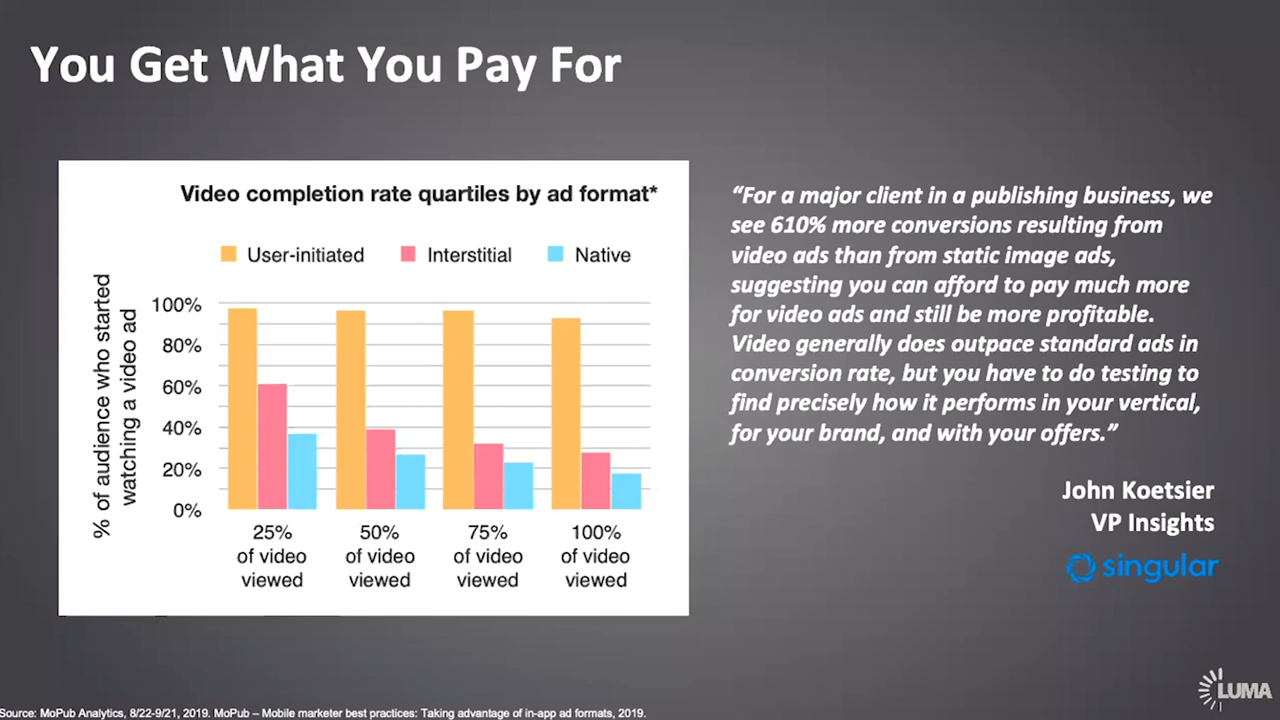 You Get What You Pay For
Video completion rate quartiles by ad format*
User-initiated
Interstitial
Native
% of audience who started
watching a video ad
100%
80%
60%
40%
20%
0%
25%
of video
viewed
50%
of video
viewed
75%
of video
viewed
100%
of video
viewed
“For a major client in a publishing business, we
see 610% more conversions resulting from
video ads than from static image ads,
suggesting you can afford to pay much more
for video ads and still be more profitable.
Video generally does outpace standard ads in
conversion rate, but you have to do testing to
find precisely how it performs in your vertical,
for your brand, and with your offers.”
John Koetsier
VP Insights
singular
LUMA
Source: MoPub Analytics, 8/22-9/21, 2019. MoPub – Mobile marketer best practices: Taking advantage of in-app ad formats, 2019.